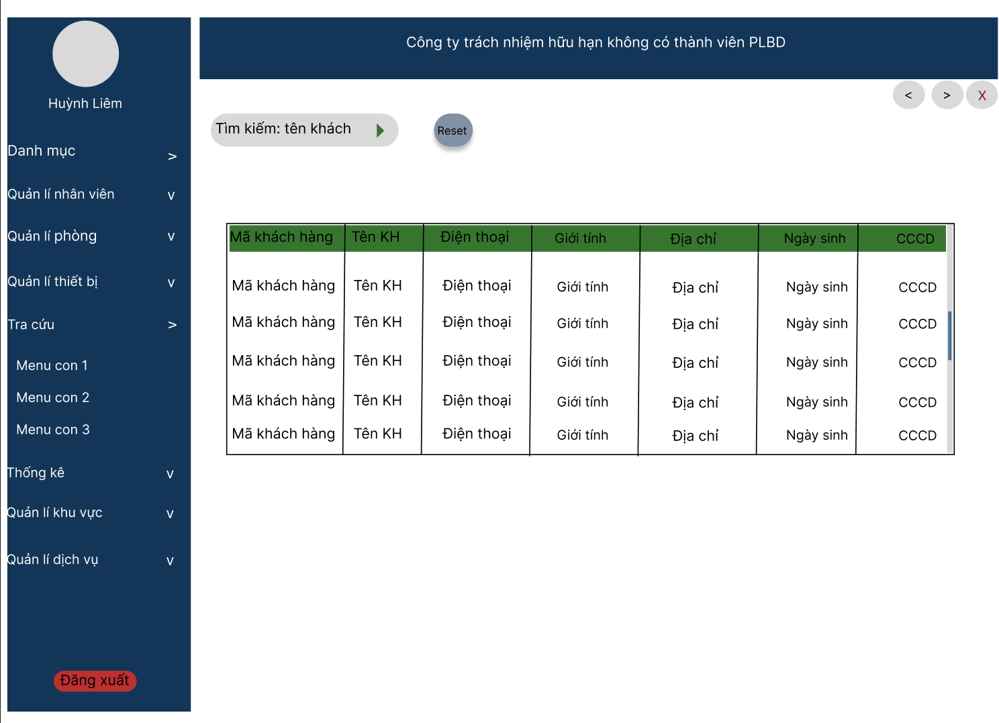 Công ty trách nhiệm hữu hạn không có thành viên PLBD
Huỳnh Liêm
< > X
Tìm kiếm: tên khách Reset
Danh mục >
Quản lí nhân viên v
Quản lí phòng v
Quản lí thiết bị v
Tra cứu >
Menu con 1
Menu con 2
Menu con 3
Thống kê v
Quản lí khu vực v
Quản lí dịch vụ v
Đăng xuất
Mã khách hàng Tên KH Điện thoại Giới tính Địa chỉ Ngày sinh CCCD
Mã khách hàng Tên KH Điện thoại Giới tính Địa chỉ Ngày sinh CCCD
Mã khách hàng Tên KH Điện thoại Giới tính Địa chỉ Ngày sinh CCCD
Mã khách hàng Tên KH Điện thoại Giới tính Địa chỉ Ngày sinh CCCD
Mã khách hàng Tên KH Điện thoại Giới tính Địa chỉ Ngày sinh CCCD
Mã khách hàng Tên KH Điện thoại Giới tính Địa chỉ Ngày sinh CCCD